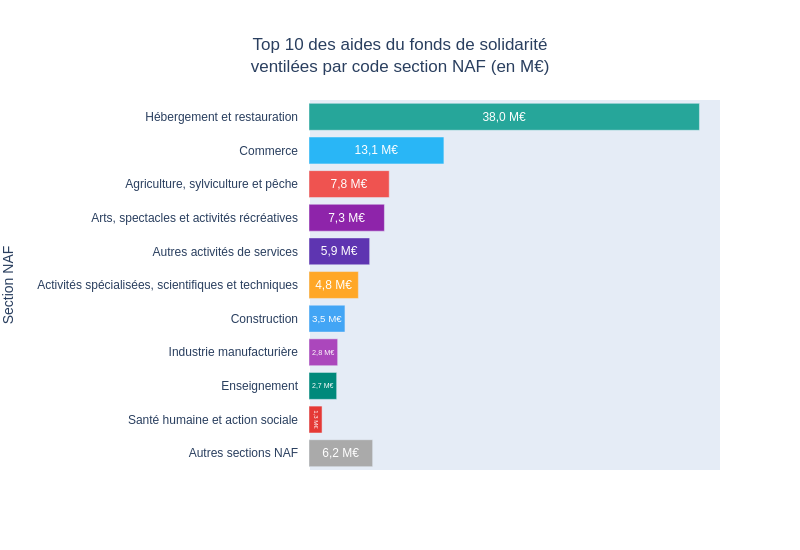 Top 10 des aides du fonds de solidarité
ventilées par code section NAF (en M€)
Section NAF
Hébergement et restauration 38,0 M€
Commerce 13,1 M€
Agriculture, sylviculture et pêche 7,8 M€
Arts, spectacles et activités récréatives 7,3 M€
Autres activités de services 5,9 M€
Activités spécialisées, scientifiques et techniques 4,8 M€
Construction 3,5 M€
Industrie manufacturière 2,8 M€
Enseignement 2,7 M€
Santé humaine et action sociale 1,3 M€
Autres sections NAF 6,2 M€